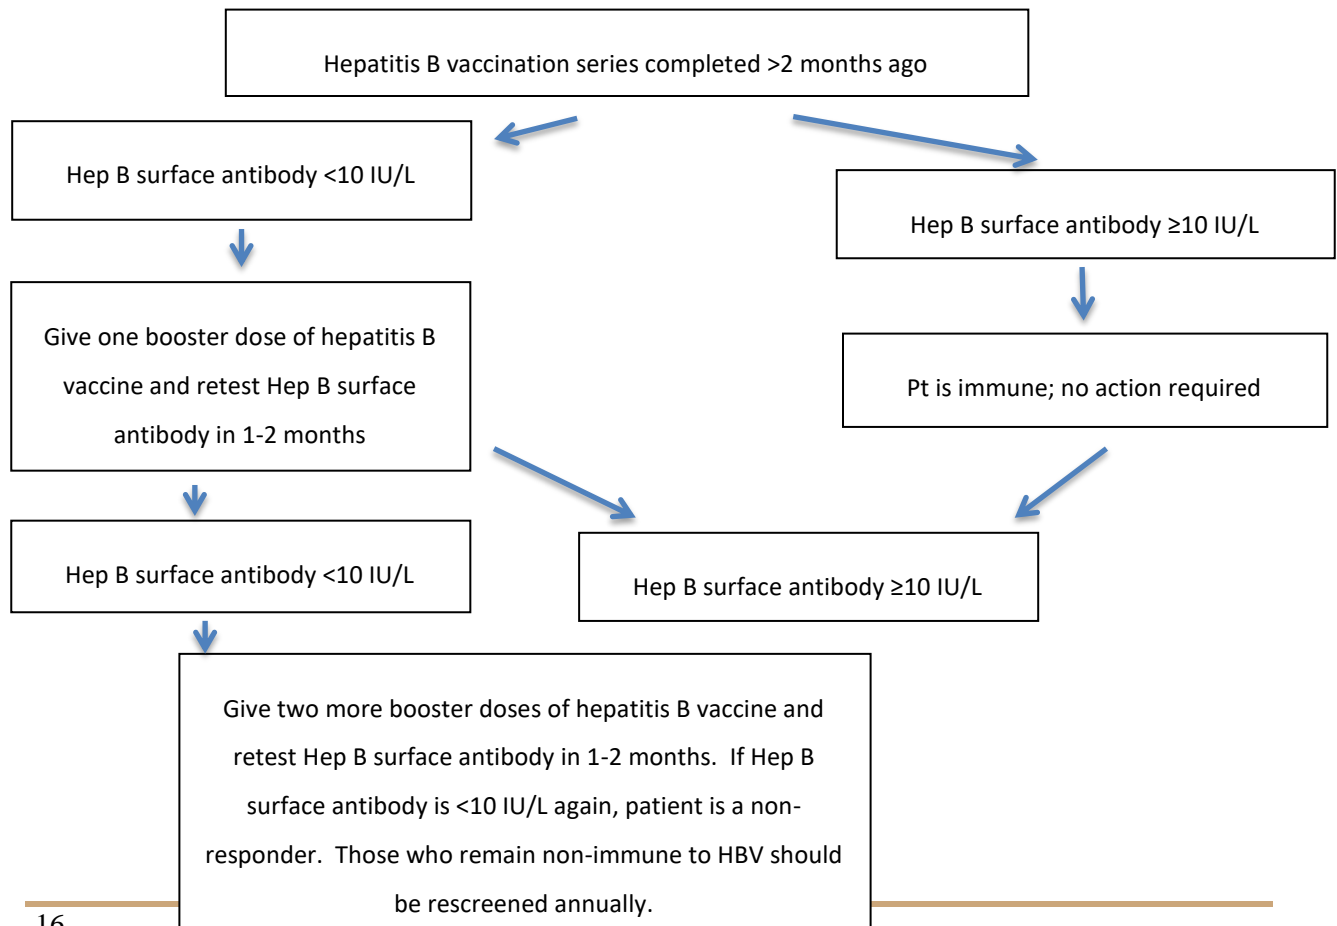 Hepatitis B vaccination series completed >2 months ago
Hep B surface antibody <10 IU/L
Hep B surface antibody ≥10 IU/L
Give one booster dose of hepatitis B
vaccine and retest Hep B surface
antibody in 1-2 months
Pt is immune; no action required
Hep B surface antibody <10 IU/L
Hep B surface antibody ≥10 IU/L
Give two more booster doses of hepatitis B vaccine and
retest Hep B surface antibody in 1-2 months.  If Hep B
surface antibody is <10 IU/L again, patient is a non-
responder.  Those who remain non-immune to HBV should
be rescreened annually.
16